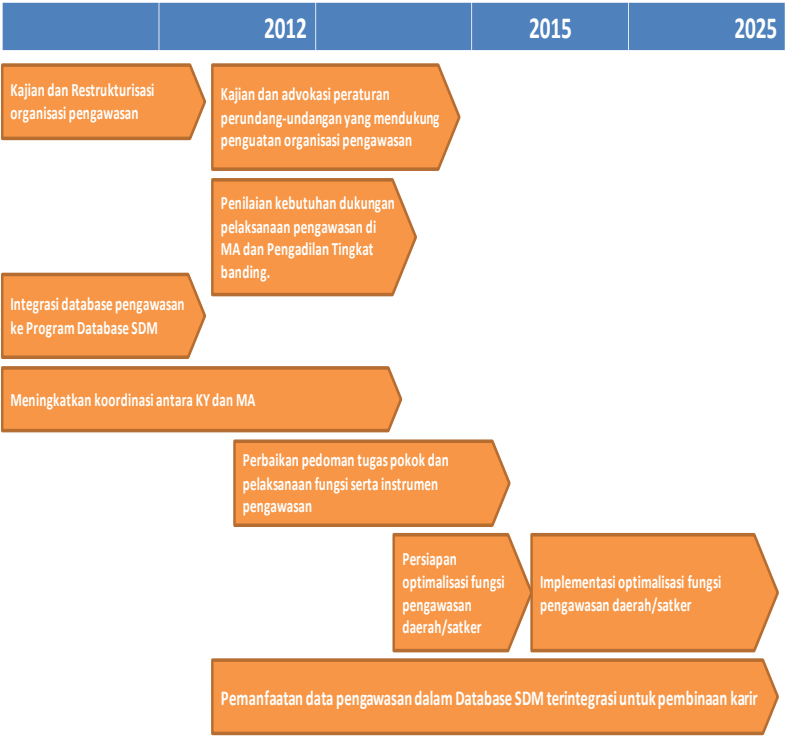 2012 2015 2025
Kajian dan Restrukturisasi
organisasi pengawasan
Kajian dan advokasi peraturan
perundang-undangan yang mendukung
penguatan organisasi pengawasan
Penilaian kebutuhan dukungan
pelaksanaan pengawasan di
MA dan Pengadilan Tingkat
banding.
Integrasi database pengawasan
ke Program Database SDM
Meningkatkan koordinasi antara KY dan MA
Perbaikan pedoman tugas pokok dan
pelaksanaan fungsi serta instrumen
pengawasan
Persiapan
optimalisasi fungsi
pengawasan
daerah/satker
Implementasi optimalisasi fungsi
pengawasan daerah/satker
Pemanfaatan data pengawasan dalam Database SDM terintegrasi untuk pembinaan karir